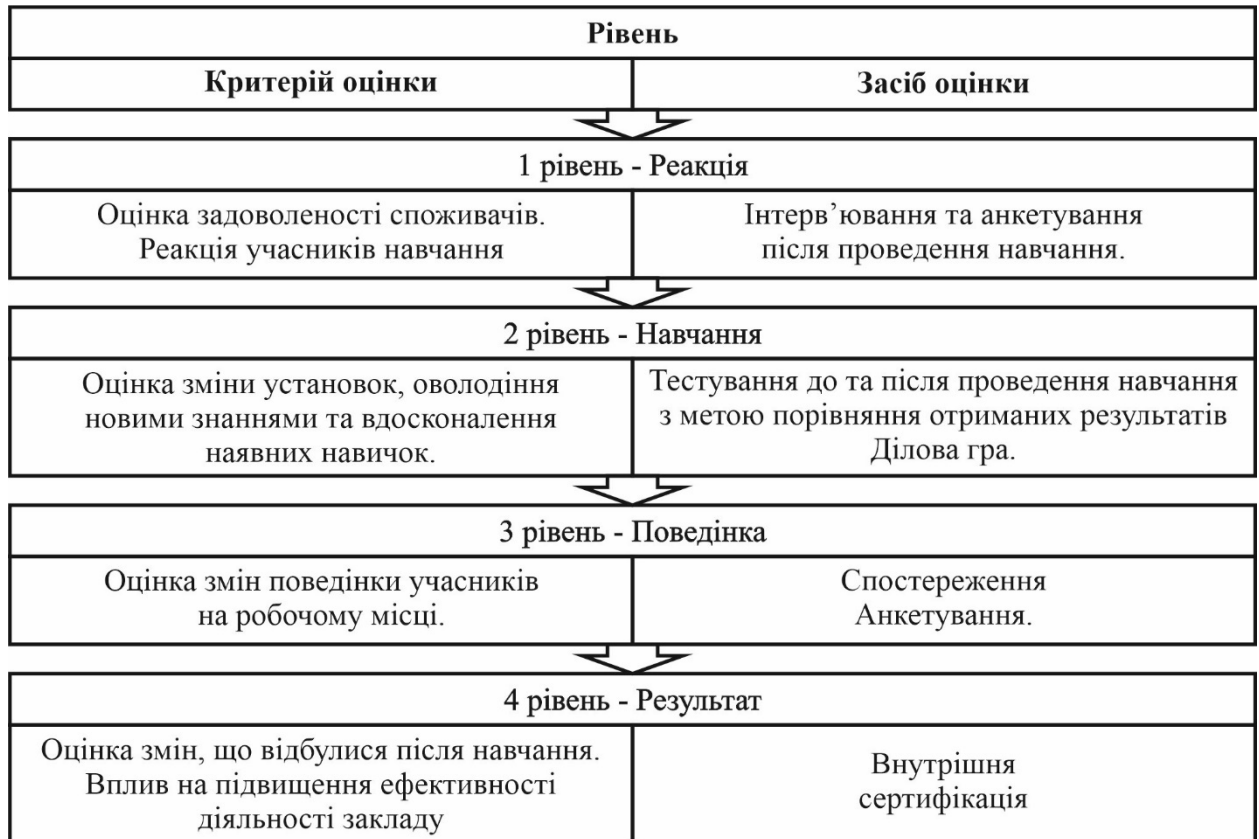 Рівень
Критерій оцінки
Засіб оцінки
1 рівень - Реакція
Оцінка задоволеності споживачів.
Реакція учасників навчання
Інтерв’ювання та анкетування
після проведення навчання.
2 рівень - Навчання
Оцінка зміни установок, оволодіння
новими знаннями та вдосконалення
наявних навичок.
Тестування до та після проведення навчання
з метою порівняння отриманих результатів
Ділова гра.
3 рівень - Поведінка
Оцінка змін поведінки учасників
на робочому місці.
Спостереження
Анкетування.
4 рівень - Результат
Оцінка змін, що відбулися після навчання.
Вплив на підвищення ефективності
діяльності закладу
Внутрішня
сертифікація